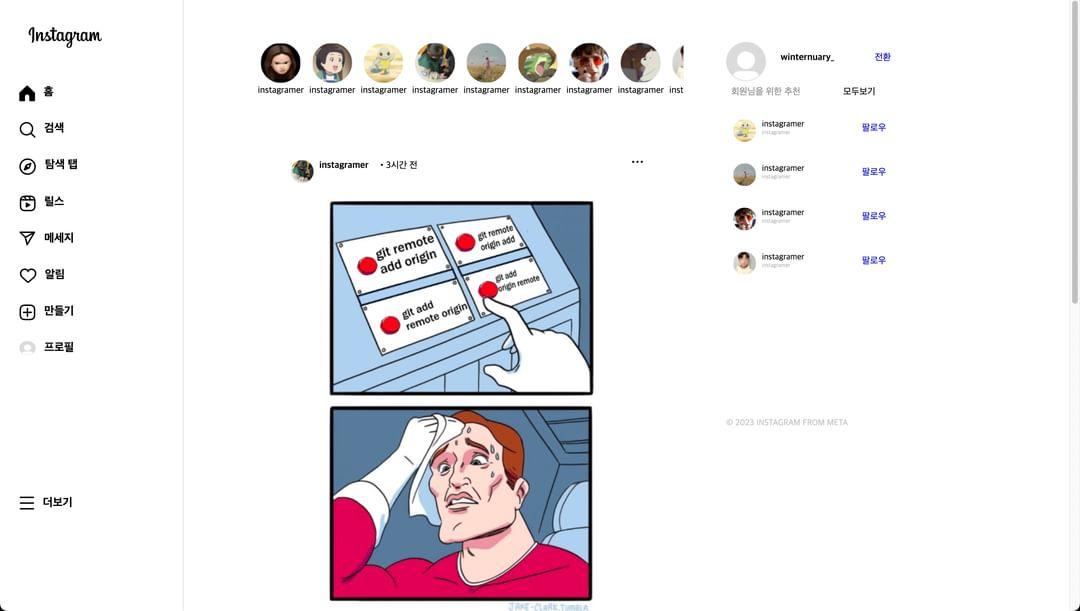 Instagram
홈
검색
탐색 탭
릴스
메세지
알림
만들기
프로필
더보기
instagramer instagramer instagramer instagramer instagramer instagramer instagramer instagramer inst
instagramer • 3시간 전 •••
git remote
add origin
git remote
origin add
git add
remote origin
git add
origin remote
JAKE-CLARK.TUMBLR
winternuary_ 전환
회원님을 위한 추천 모두보기
instagramer 팔로우
instagramer
instagramer 팔로우
instagramer
instagramer 팔로우
instagramer
instagramer 팔로우
instagramer
© 2023 INSTAGRAM FROM META